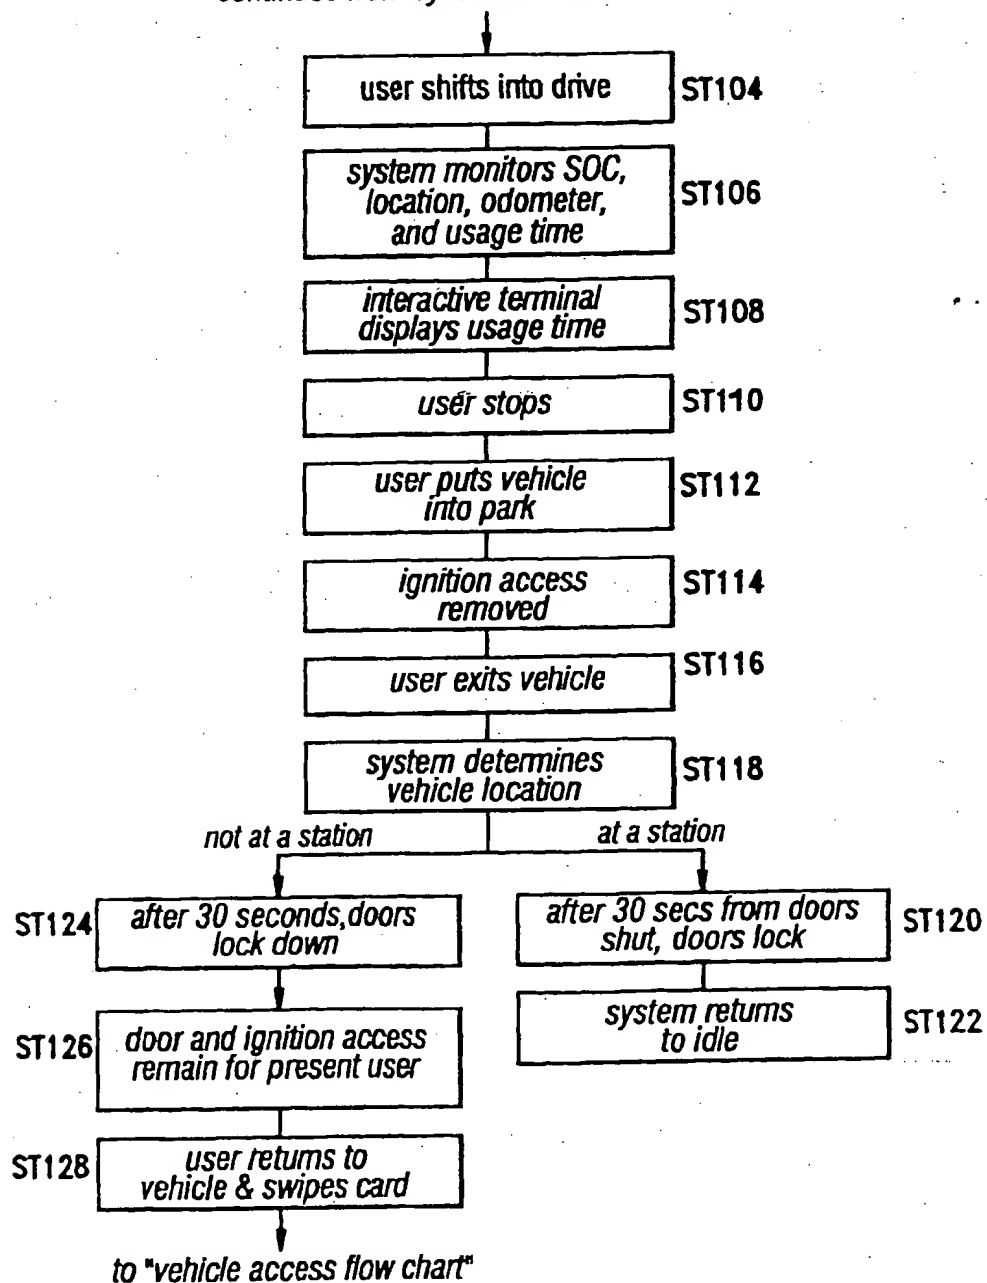 user shifts into drive
ST104
system monitors SOC,
location, odometer,
and usage time
ST106
interactive terminal
displays usage time
ST108
user stops
ST110
user puts vehicle
into park
ST112
ignition access
removed
ST114
user exits vehicle
ST116
system determines
vehicle location
ST118
not at a station
at a station
ST124
after 30 seconds,doors
lock down
after 30 secs from doors
shut, doors lock
ST120
ST126
door and ignition access
remain for present user
system returns
to idle
ST122
ST128
user returns to
vehicle & swipes card
to "vehicle access flow chart"